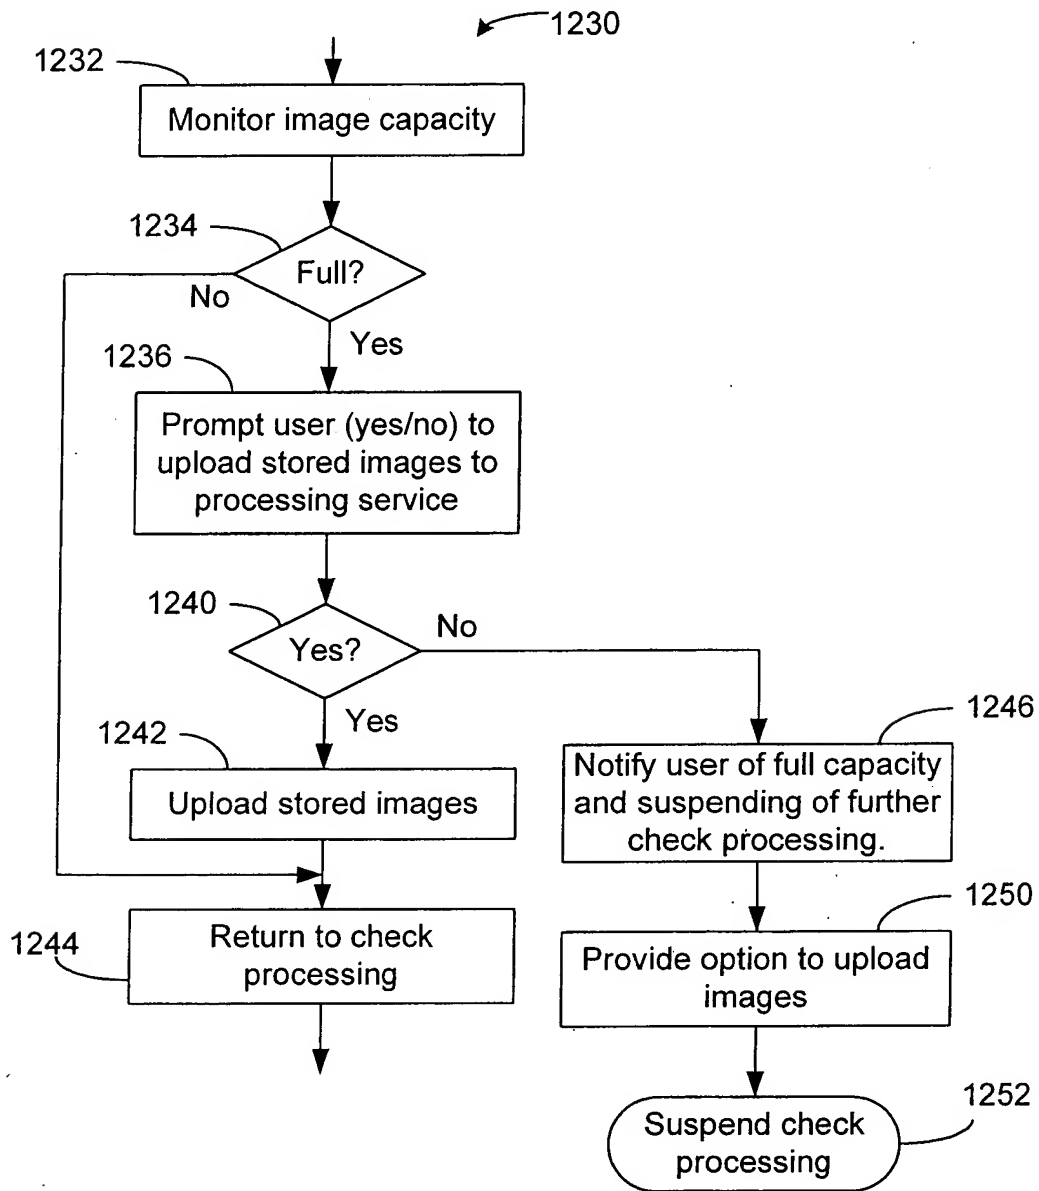 1230
1232
Monitor image capacity
1234
Full?
No
Yes
1236
Prompt user (yes/no) to
upload stored images to
processing service
1240
Yes?
No
Yes
1242
Upload stored images
1246
Notify user of full capacity
and suspending of further
check processing.
1244
Return to check
processing
1250
Provide option to upload
images
1252
Suspend check
processing